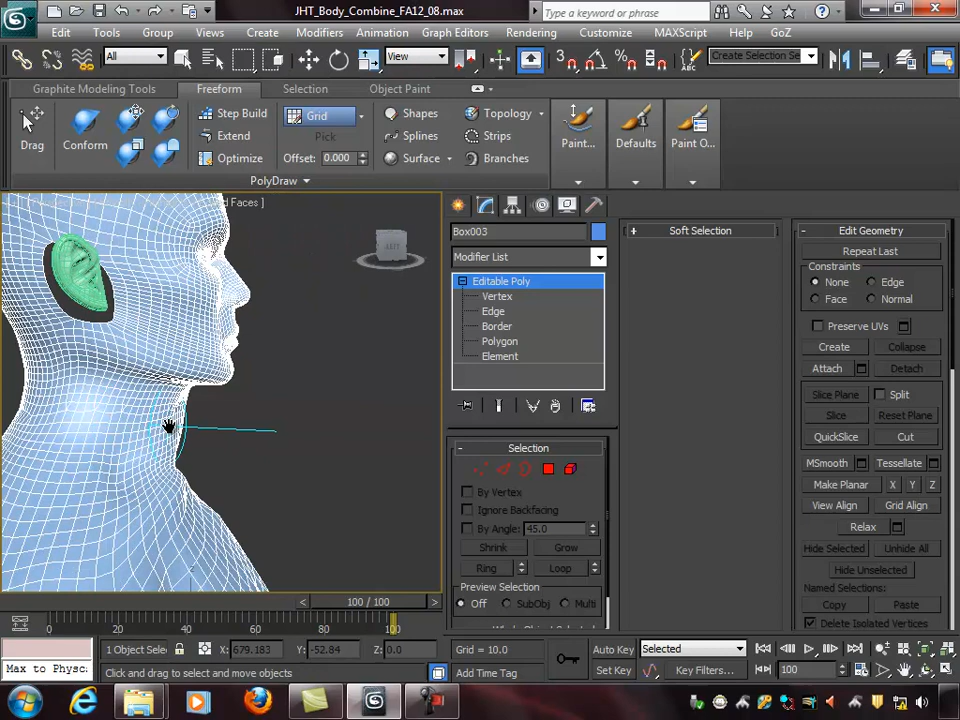 JHT_Body_Combine_FA12_08.max
Type a keyword or phrase
Edit Tools Group Views Create Modifiers Animation Graph Editors Rendering Customize MAXScript Help GoZ
All View Create Selection Se
Graphite Modeling Tools Freeform Selection Object Paint
Drag Conform Step Build Extend Optimize Grid Pick Offset: 0.000 Shapes Splines Surface Topology Strips Branches Paint... Defaults Paint O...
PolyDraw
d Faces ]
Box003
Modifier List
Editable Poly
Vertex
Edge
Border
Polygon
Element
Selection
By Vertex
Ignore Backfacing
By Angle: 45.0
Shrink Grow
Ring Loop
Preview Selection
Off SubObj Multi
Soft Selection
Edit Geometry
Repeat Last
Constraints
None Edge
Face Normal
Preserve UVs
Create Collapse
Attach Detach
Slice Plane Split
Slice Reset Plane
QuickSlice Cut
MSmooth Tessellate
Make Planar X Y Z
View Align Grid Align
Relax
Hide Selected Unhide All
Hide Unselected
Named Selections:
Copy Paste
Delete Isolated Vertices
< 100 / 100 >
0 20 40 60 80 100
1 Object Selec X: 679.183 Y: -52.84 Z: 0.0 Grid = 10.0 Auto Key Selected
Max to Physc Click and drag to select and move objects Add Time Tag Set Key Key Filters... 100